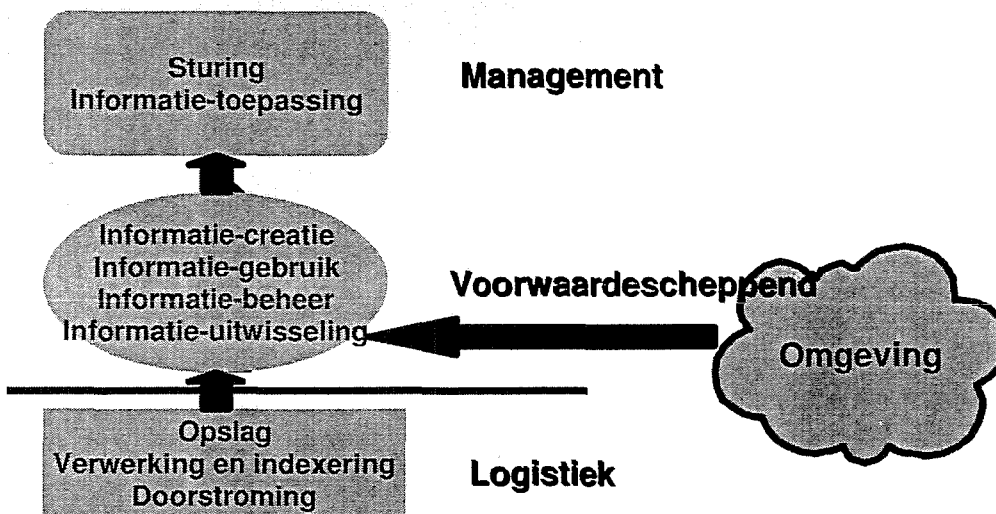 Sturing
Informatie-toepassing
Management
Informatie-creatie
Informatie-gebruik
Informatie-beheer
Informatie-uitwisseling
Voorwaardescheppend
Omgeving
Opslag
Verwerking en indexering
Doorstroming
Logistiek